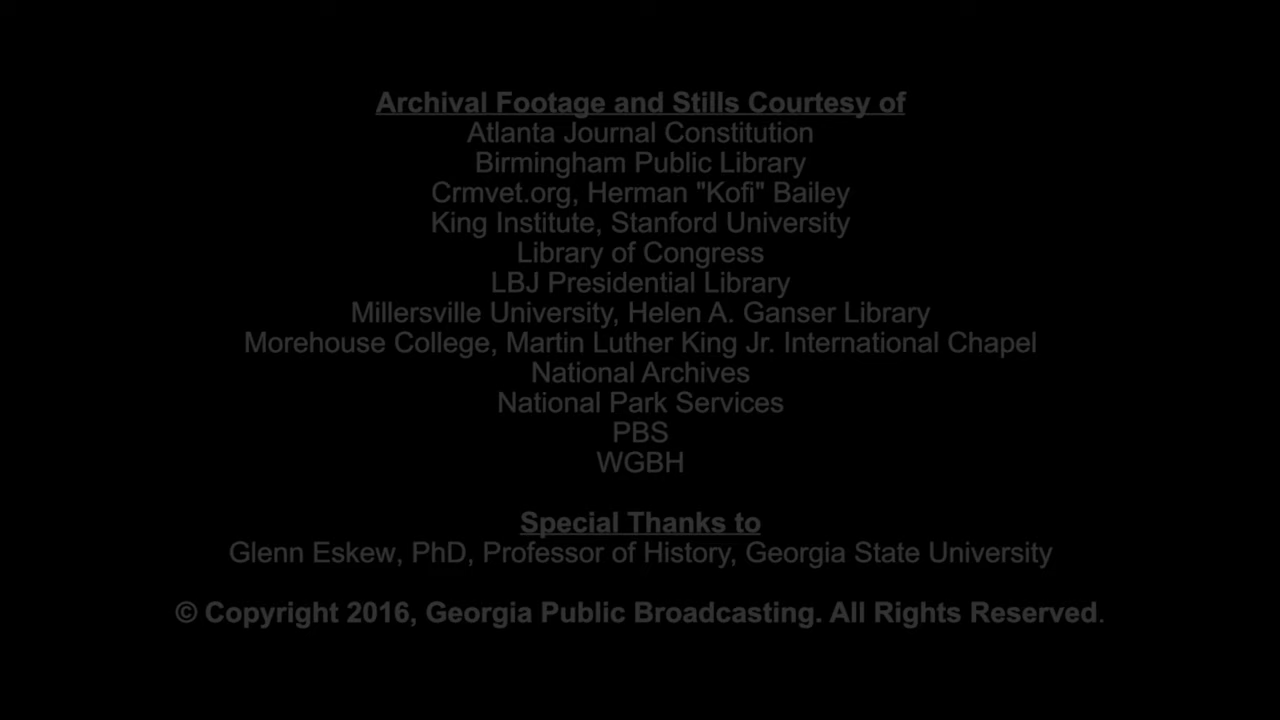 Archival Footage and Stills Courtesy of
Atlanta Journal Constitution
Birmingham Public Library
Crmvet.org, Herman "Kofi" Bailey
King Institute, Stanford University
Library of Congress
LBJ Presidential Library
Millersville University, Helen A. Ganser Library
Morehouse College, Martin Luther King Jr. International Chapel
National Archives
National Park Services
PBS
WGBH
Special Thanks to
Glenn Eskew, PhD, Professor of History, Georgia State University
© Copyright 2016, Georgia Public Broadcasting. All Rights Reserved.